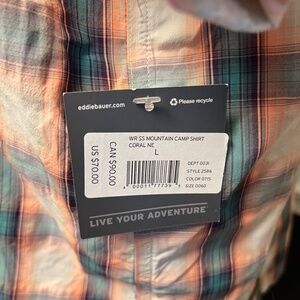 eddiebauer.com
Please recycle
WR SS MOUNTAIN CAMP SHIRT
CORAL NE
L
US $70.00
CAN $90.00
DEPT 0021
STYLE 2586
COLOR 0715
SIZE 0060
LIVE YOUR ADVENTURE